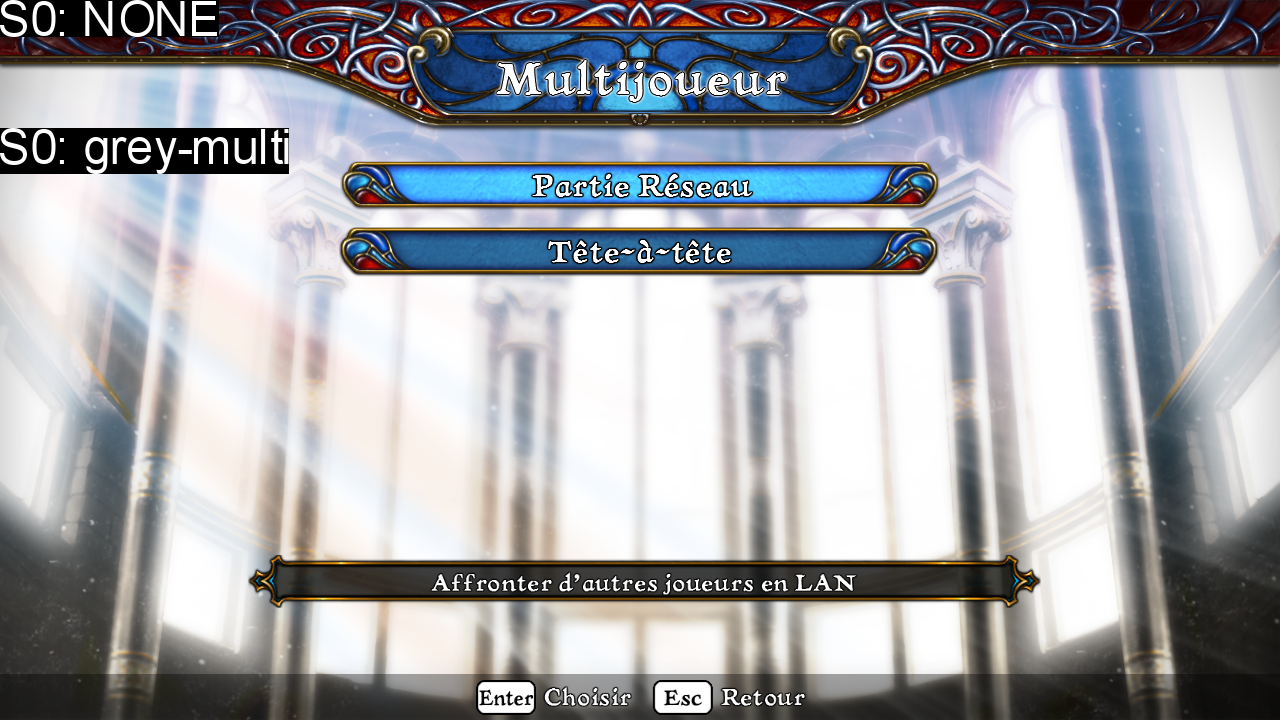 S0: NONE
Multijoueur
S0: grey-multi
Partie Réseau
Tête-à-tête
Affronter d'autres joueurs en LAN
Enter Choisir Esc Retour